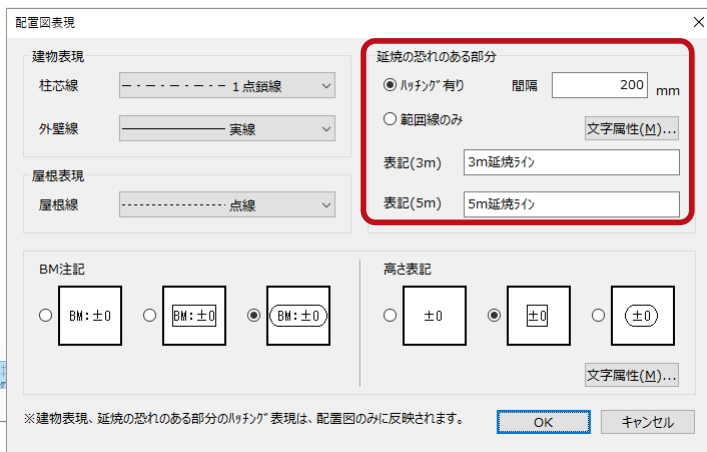 配置図表現
建物表現
柱芯線 1点鎖線
外壁線 実線
屋根表現
屋根線 点線
延焼の恐れのある部分
ﾊｯﾁﾝｸﾞ有り 間隔 200 mm
範囲線のみ
文字属性(M)...
表記(3m) 3m延焼ﾗｲﾝ
表記(5m) 5m延焼ﾗｲﾝ
BM注記
BM:±0 BM:±0 BM:±0
高さ表記
±0 ±0 ±0
文字属性(M)...
※建物表現、延焼の恐れのある部分のﾊｯﾁﾝｸﾞ表現は、配置図のみに反映されます。
OK キャンセル